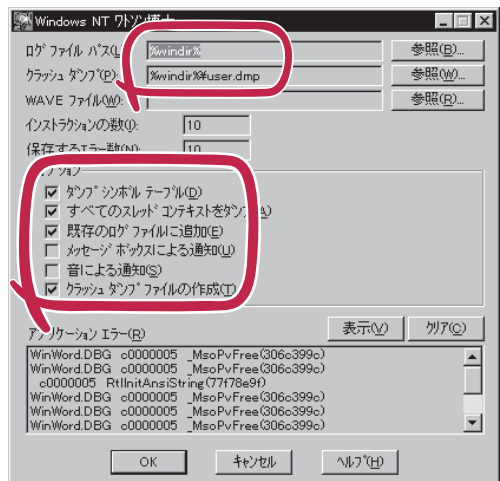 Windows NT ワトソン博士
ログ ファイル パス(L): %windir% 参照(B)...
クラッシュ ダンプ(P): %windir%¥user.dmp 参照(W)...
WAVE ファイル(W): 参照(R)...
インストラクションの数(I): 10
保存するエラー数(N): 10
オプション
ダンプ シンボル テーブル(D)
すべてのスレッド コンテキストをダンプ(A)
既存のログ ファイルに追加(E)
メッセージ ボックスによる通知(U)
音による通知(S)
クラッシュ ダンプ ファイルの作成(T)
アプリケーション エラー(R) 表示(V) クリア(C)
WinWord.DBG c0000005 _MsoPvFree(306c399c)
WinWord.DBG c0000005 _MsoPvFree(306c399c)
c0000005 RtlInitAnsiString(77f78e9f)
WinWord.DBG c0000005 _MsoPvFree(306c399c)
WinWord.DBG c0000005 _MsoPvFree(306c399c)
WinWord.DBG c0000005 _MsoPvFree(306c399c)
OK キャンセル ヘルプ(H)